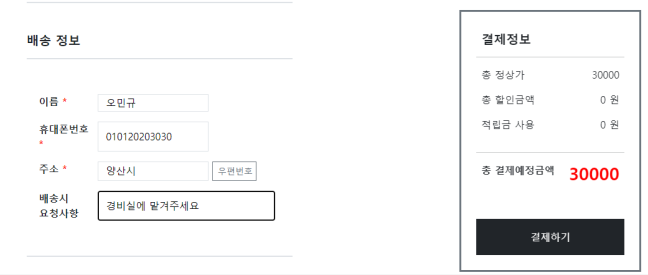 배송 정보
이름 *
오민규
휴대폰번호
*
010120203030
주소 *
양산시
우편번호
배송시
요청사항
경비실에 맡겨주세요
결제정보
총 정상가 30000
총 할인금액 0 원
적립금 사용 0 원
총 결제예정금액 30000
결제하기